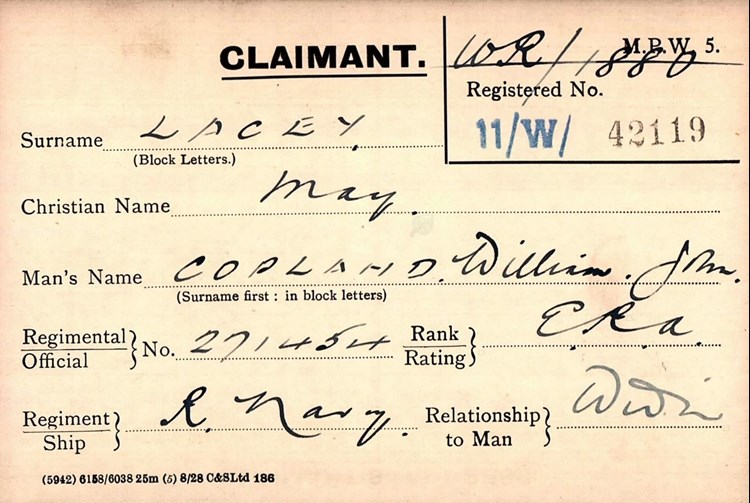 CLAIMANT.
WR/1880
M.P.W. 5.
Registered No.
11/W/ 42119
Surname LACEY.
(Block Letters.)
Christian Name May.
Man's Name COPLAND. William. John.
(Surname first : in block letters)
Regimental
Official
No. 271454
Rank
Rating
E.R.a.
Regiment
Ship
R. Navy.
Relationship
to Man
(5942) 6158/6038 25m (5) 8/28 C&SLtd 186